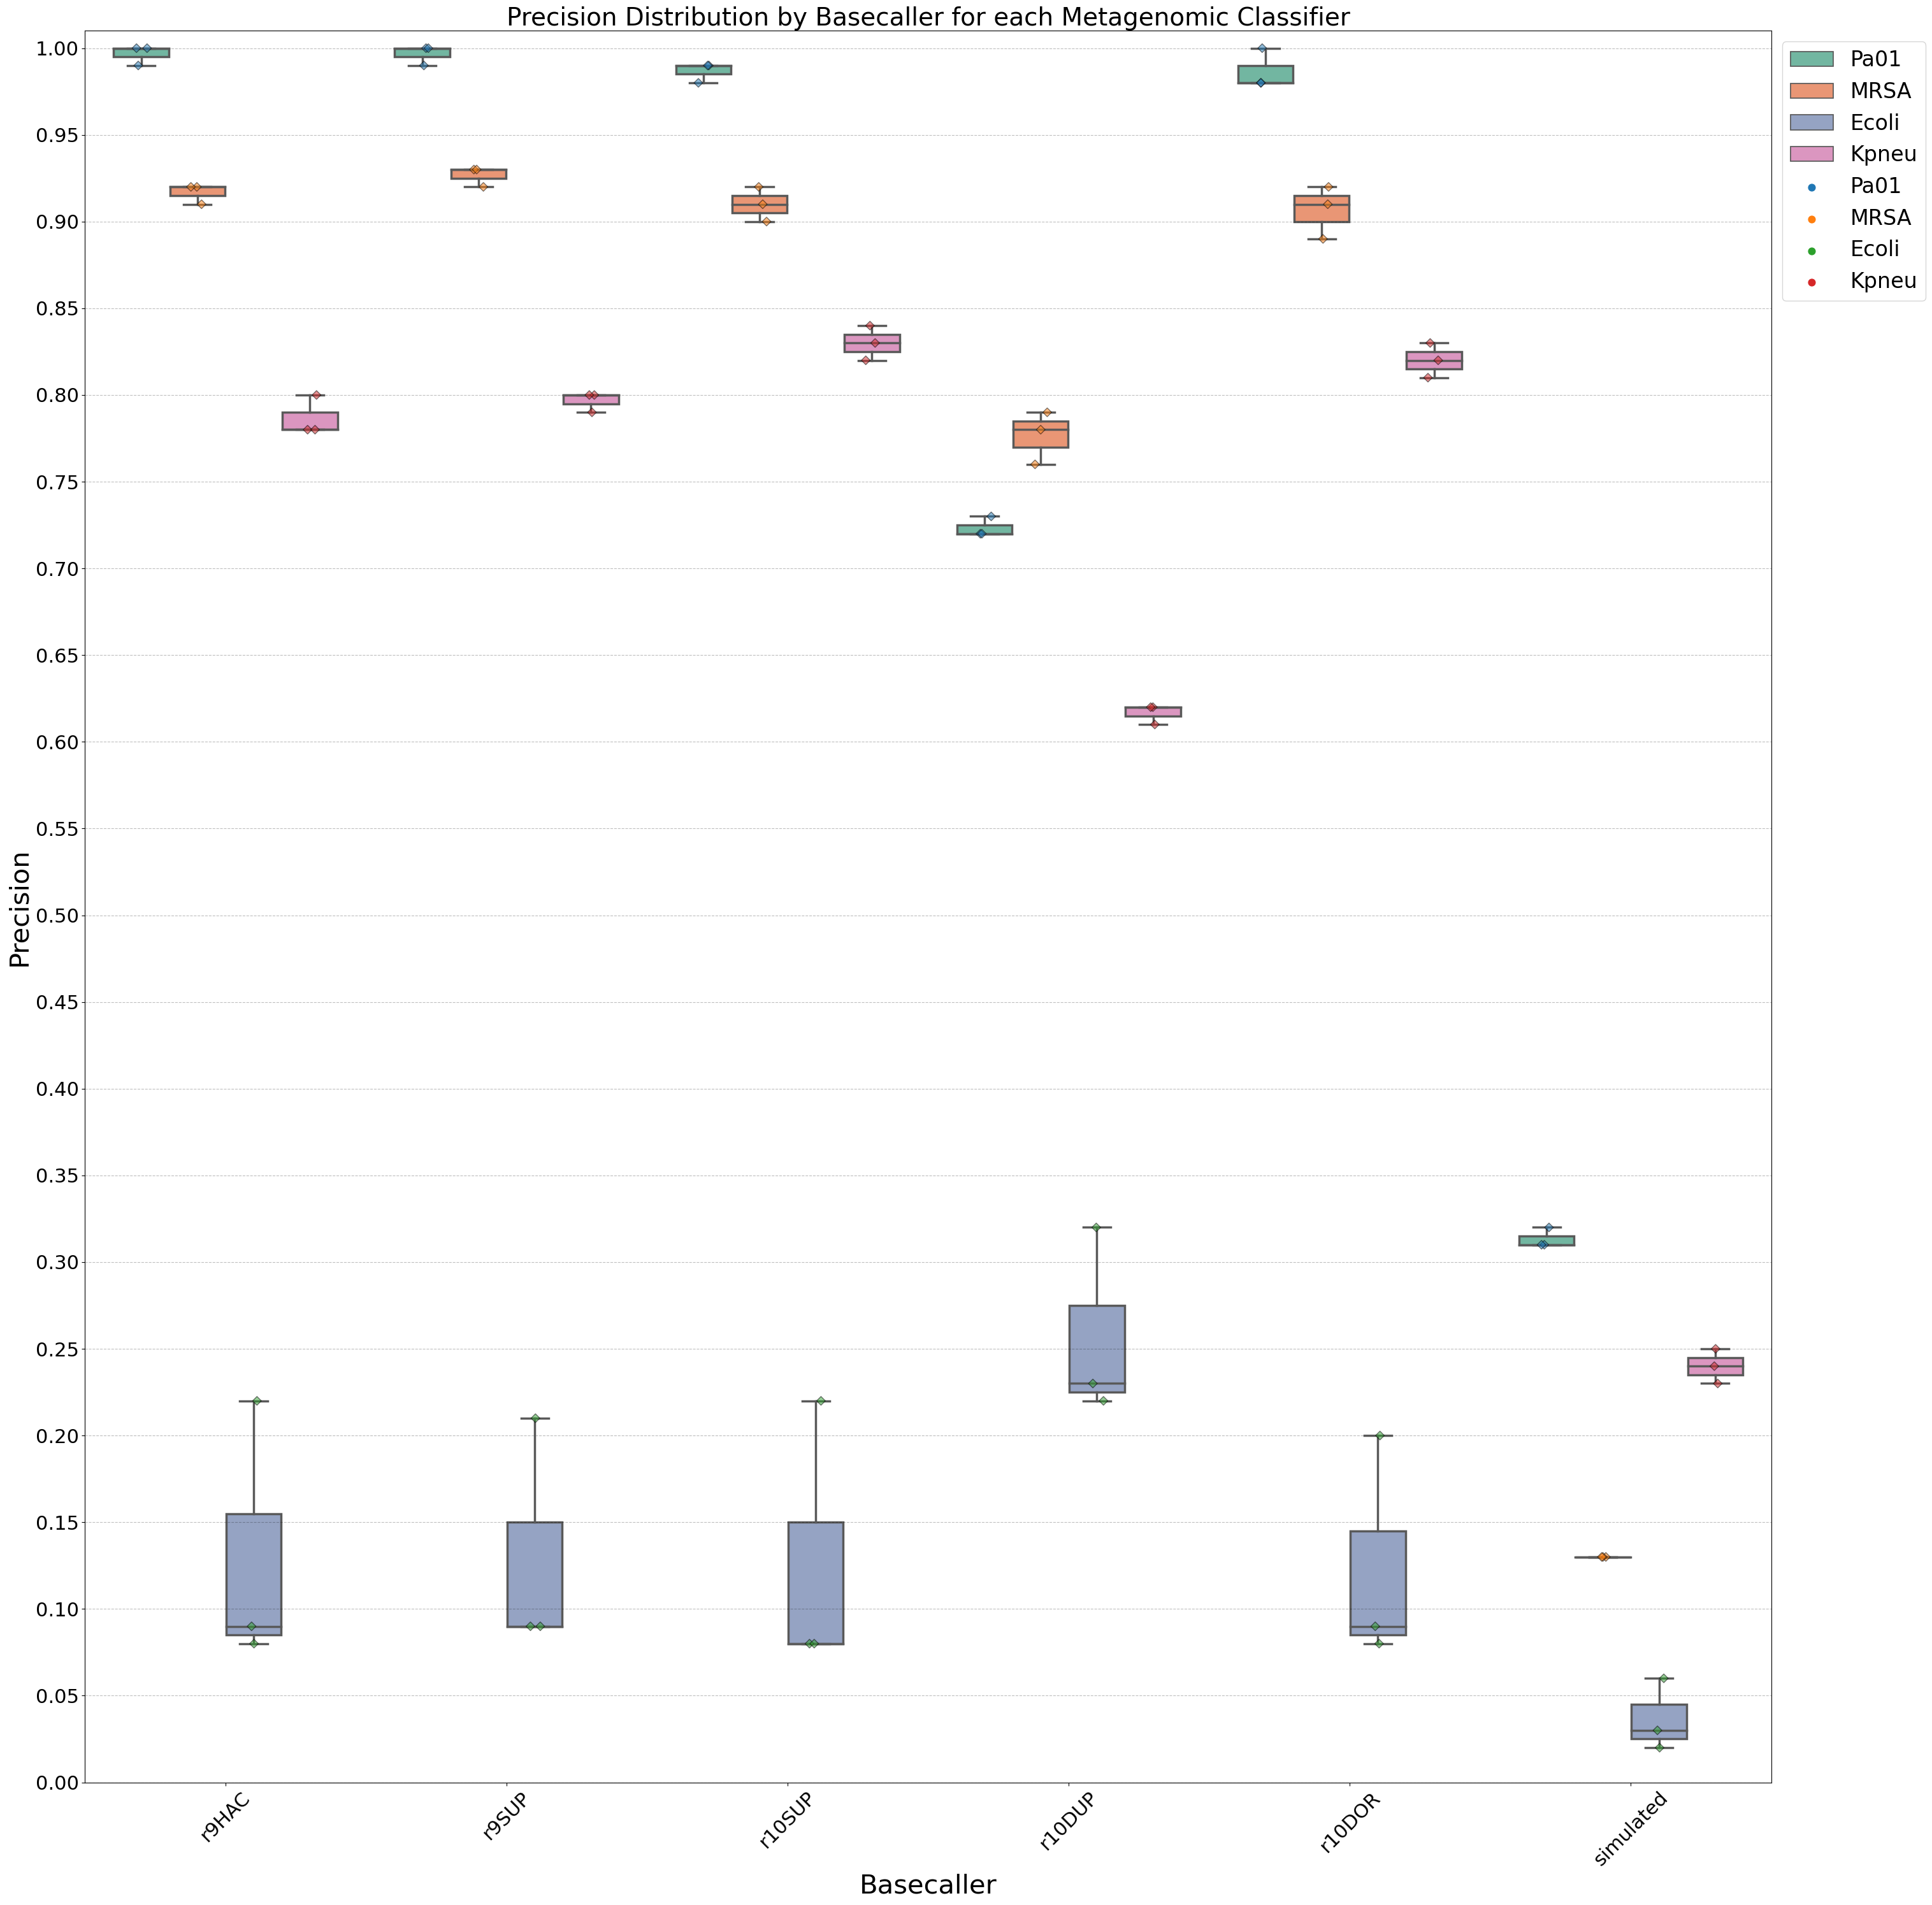 Precision Distribution by Basecaller for each Metagenomic Classifier
1.00
0.95
0.90
0.85
0.80
0.75
0.70
0.65
0.60
0.55
0.50
0.45
0.40
0.35
0.30
0.25
0.20
0.15
0.10
0.05
0.00
Precision
r9HAC
r9SUP
r10SUP
r10DUP
r10DOR
simulated
Basecaller
Pa01
MRSA
Ecoli
Kpneu
Pa01
MRSA
Ecoli
Kpneu